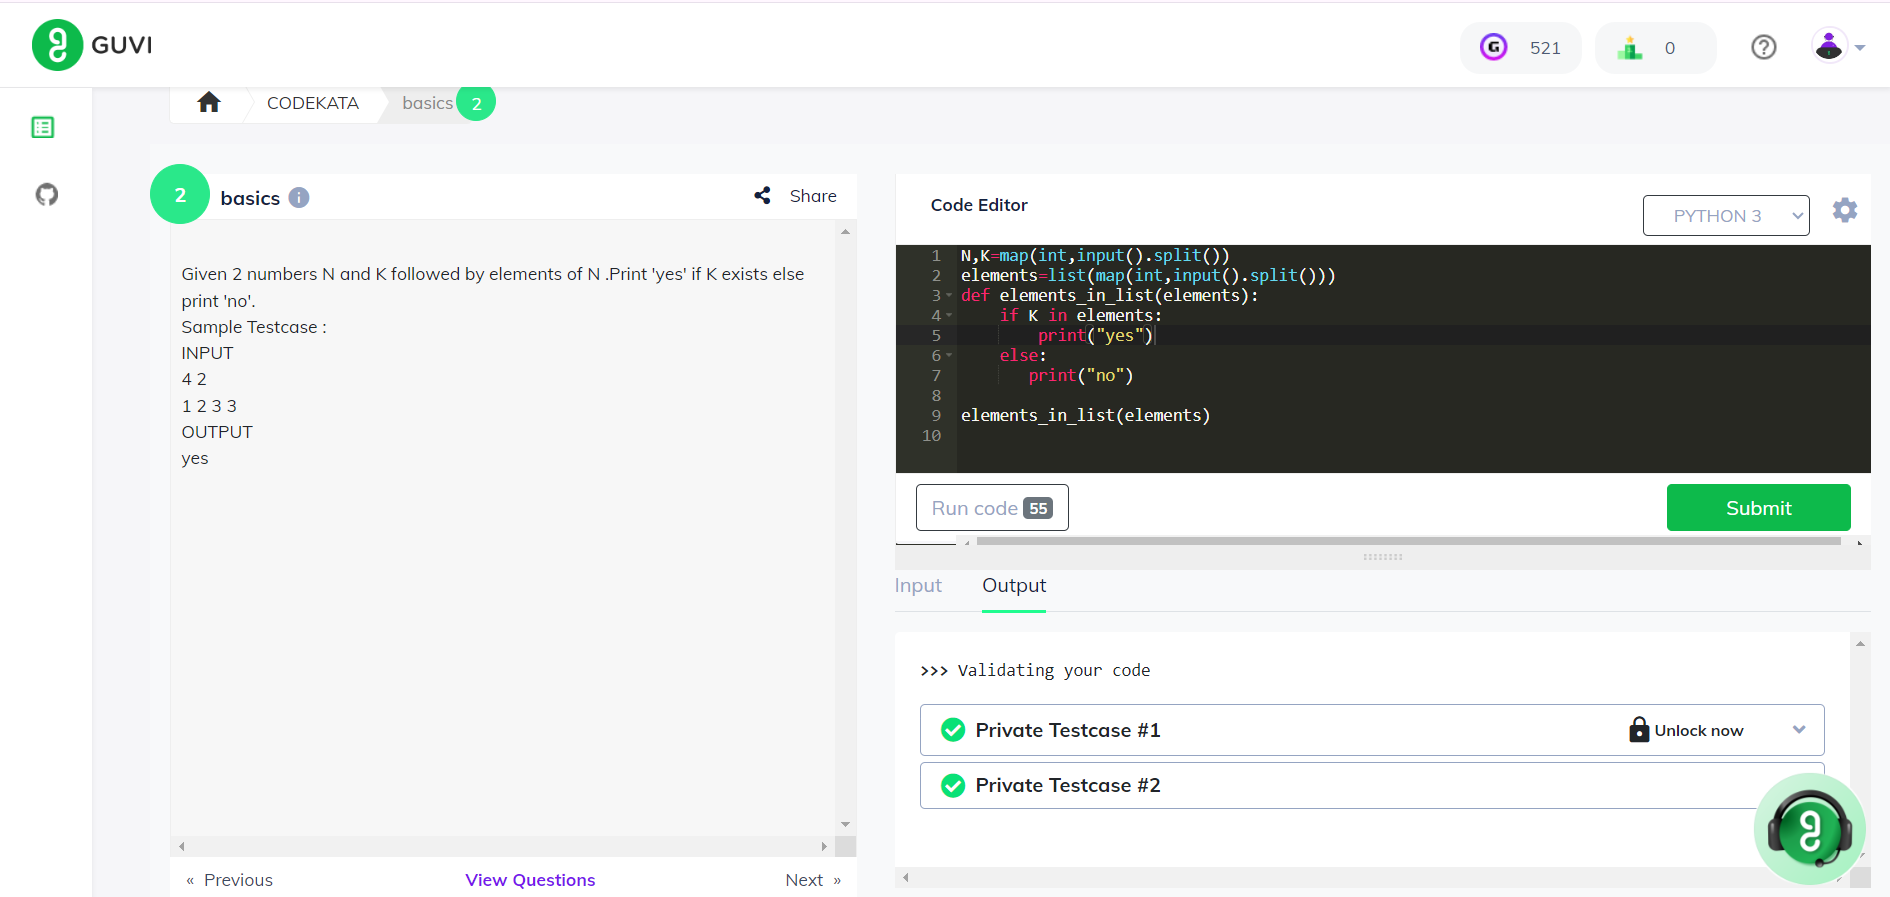 GUVI
521
0
CODEKATA
basics
2
2
basics
Share
Given 2 numbers N and K followed by elements of N .Print 'yes' if K exists else
print 'no'.
Sample Testcase :
INPUT
4 2
1 2 3 3
OUTPUT
yes
« Previous
View Questions
Next »
Code Editor
PYTHON 3
1 N,K=map(int,input().split())
2 elements=list(map(int,input().split()))
3 def elements_in_list(elements):
4     if K in elements:
5         print("yes")
6     else:
7        print("no")
8
9 elements_in_list(elements)
10
Run code 55
Submit
Input
Output
>>> Validating your code
Private Testcase #1
Unlock now
Private Testcase #2